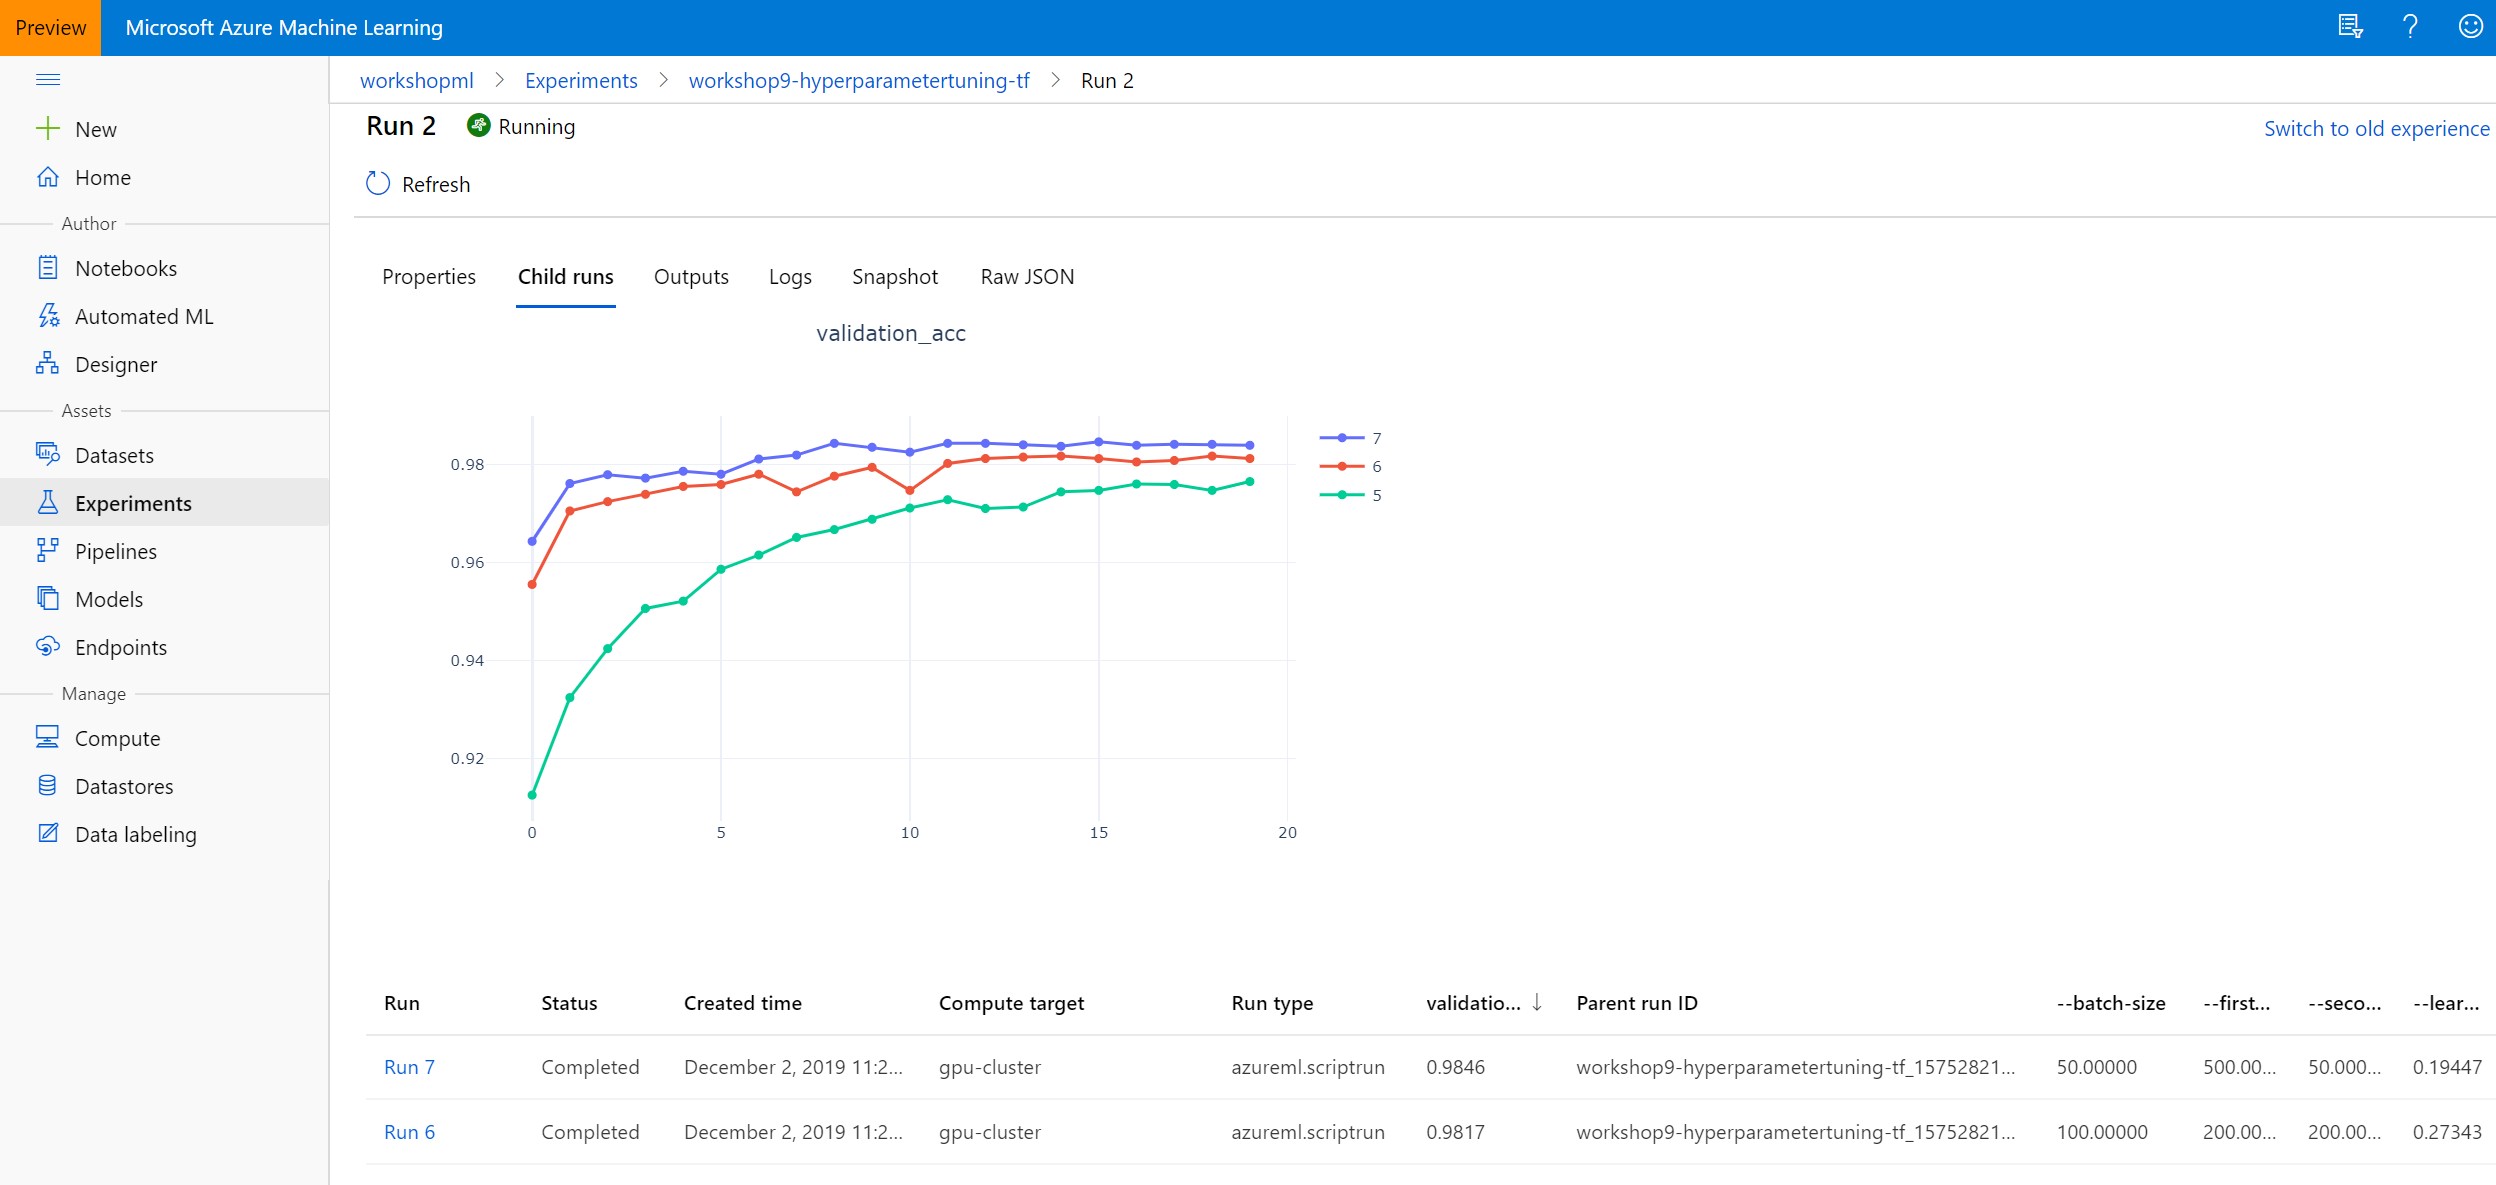 Preview Microsoft Azure Machine Learning
workshopml > Experiments > workshop9-hyperparametertuning-tf > Run 2
New
Home
Author
Notebooks
Automated ML
Designer
Assets
Datasets
Experiments
Pipelines
Models
Endpoints
Manage
Compute
Datastores
Data labeling
Run 2 Running
Switch to old experience
Refresh
Properties Child runs Outputs Logs Snapshot Raw JSON
validation_acc
0.98
0.96
0.94
0.92
0 5 10 15 20
7
6
5
Run Status Created time Compute target Run type validatio... ↓ Parent run ID --batch-size --first... --seco... --lear...
Run 7 Completed December 2, 2019 11:2... gpu-cluster azureml.scriptrun 0.9846 workshop9-hyperparametertuning-tf_15752821... 50.00000 500.00... 50.000... 0.19447
Run 6 Completed December 2, 2019 11:2... gpu-cluster azureml.scriptrun 0.9817 workshop9-hyperparametertuning-tf_15752821... 100.00000 200.00... 200.00... 0.27343